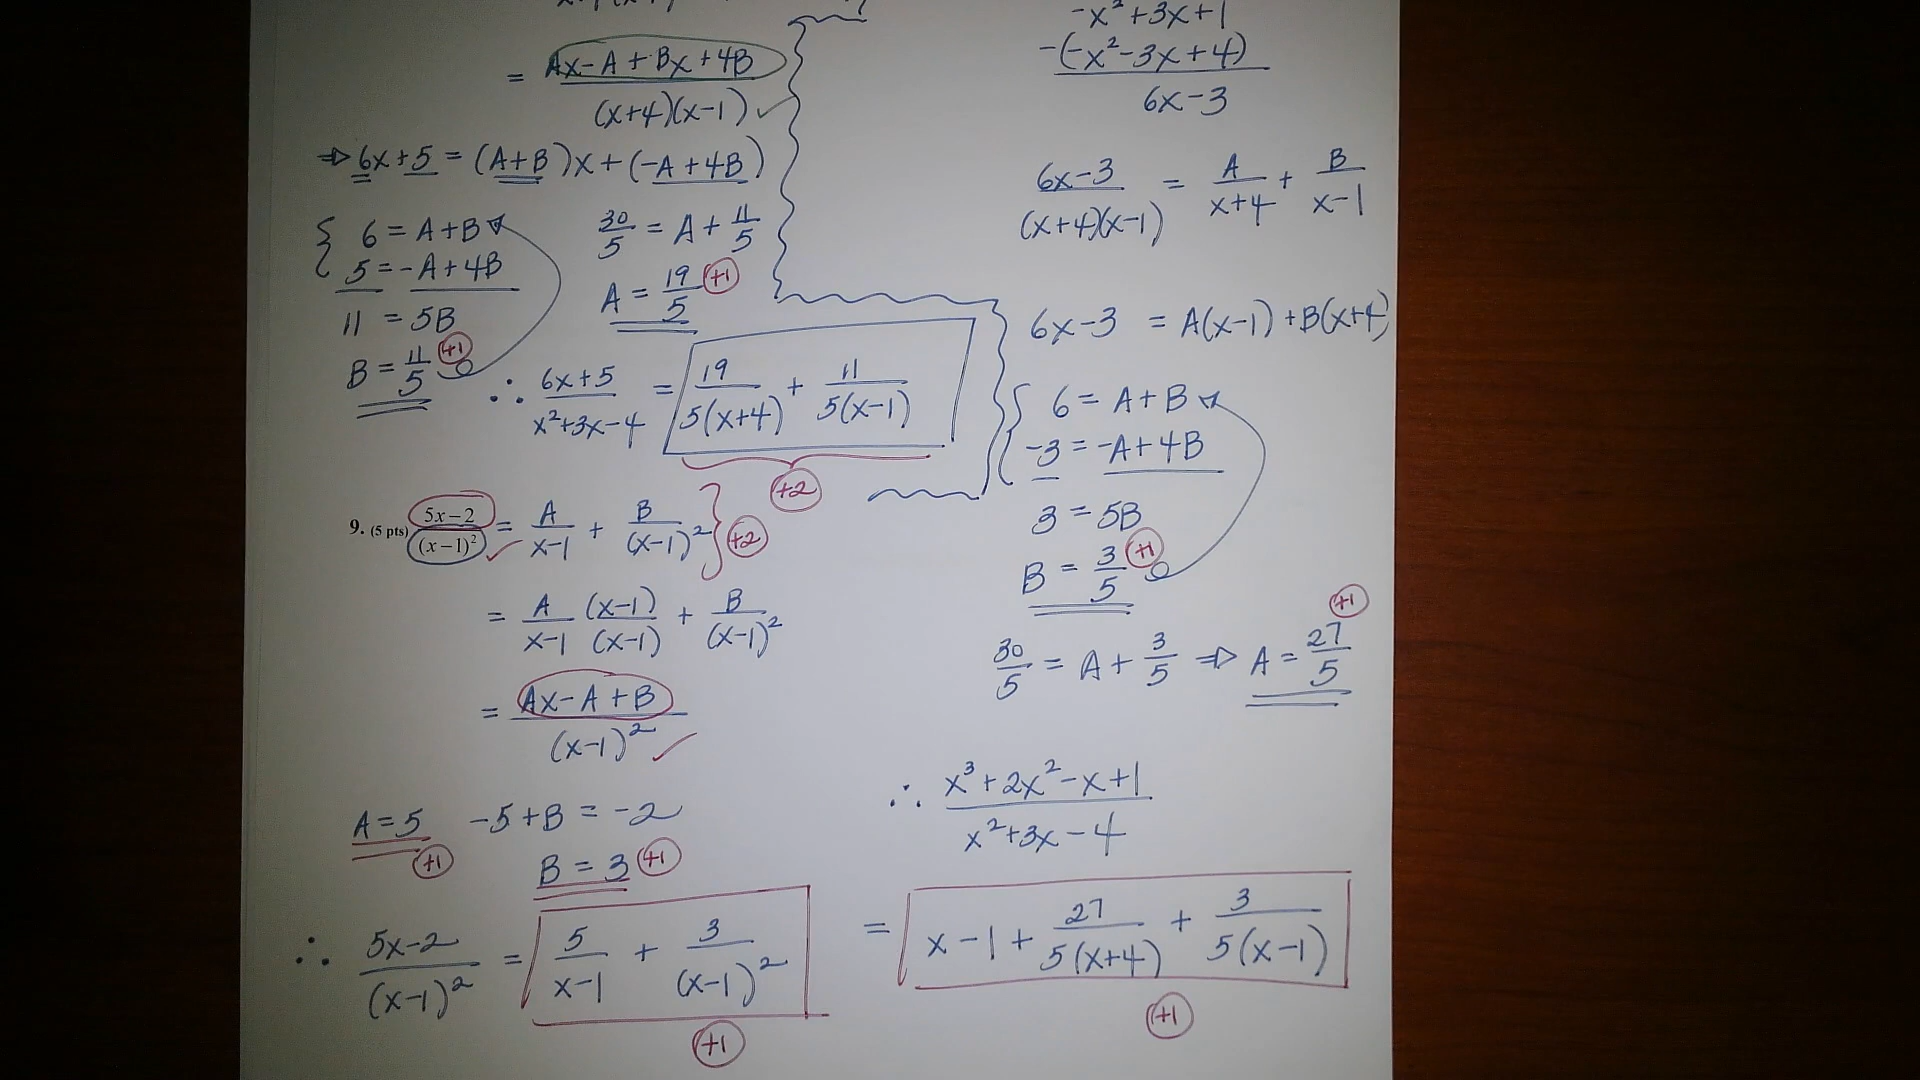 = Ax-A+Bx+4B / (x+4)(x-1) ✓
⇒ 6x+5 = (A+B)x+(-A+4B)
{ 6 = A+B
5 = -A+4B
11 = 5B
B = 11/5 +1
30/5 = A + 11/5
A = 19/5 +1
∴ 6x+5 / x²+3x-4 = 19 / 5(x+4) + 11 / 5(x-1)
+2
9. (5 pts) 5x-2 / (x-1)² = A / x-1 + B / (x-1)² } +2
= A / x-1 (x-1) / (x-1) + B / (x-1)²
= Ax-A+B / (x-1)² ✓
A=5 +1
-5+B = -2
B = 3 +1
∴ 5x-2 / (x-1)² = 5 / x-1 + 3 / (x-1)²
+1
-x²+3x+1
-(-x²-3x+4)
6x-3
6x-3 / (x+4)(x-1) = A / x+4 + B / x-1
6x-3 = A(x-1)+B(x+4)
{ 6 = A+B
-3 = -A+4B
3 = 5B
B = 3/5 +1
30/5 = A + 3/5 ⇒ A = 27/5 +1
∴ x³+2x²-x+1 / x²+3x-4
= x-1+ 27 / 5(x+4) + 3 / 5(x-1)
+1